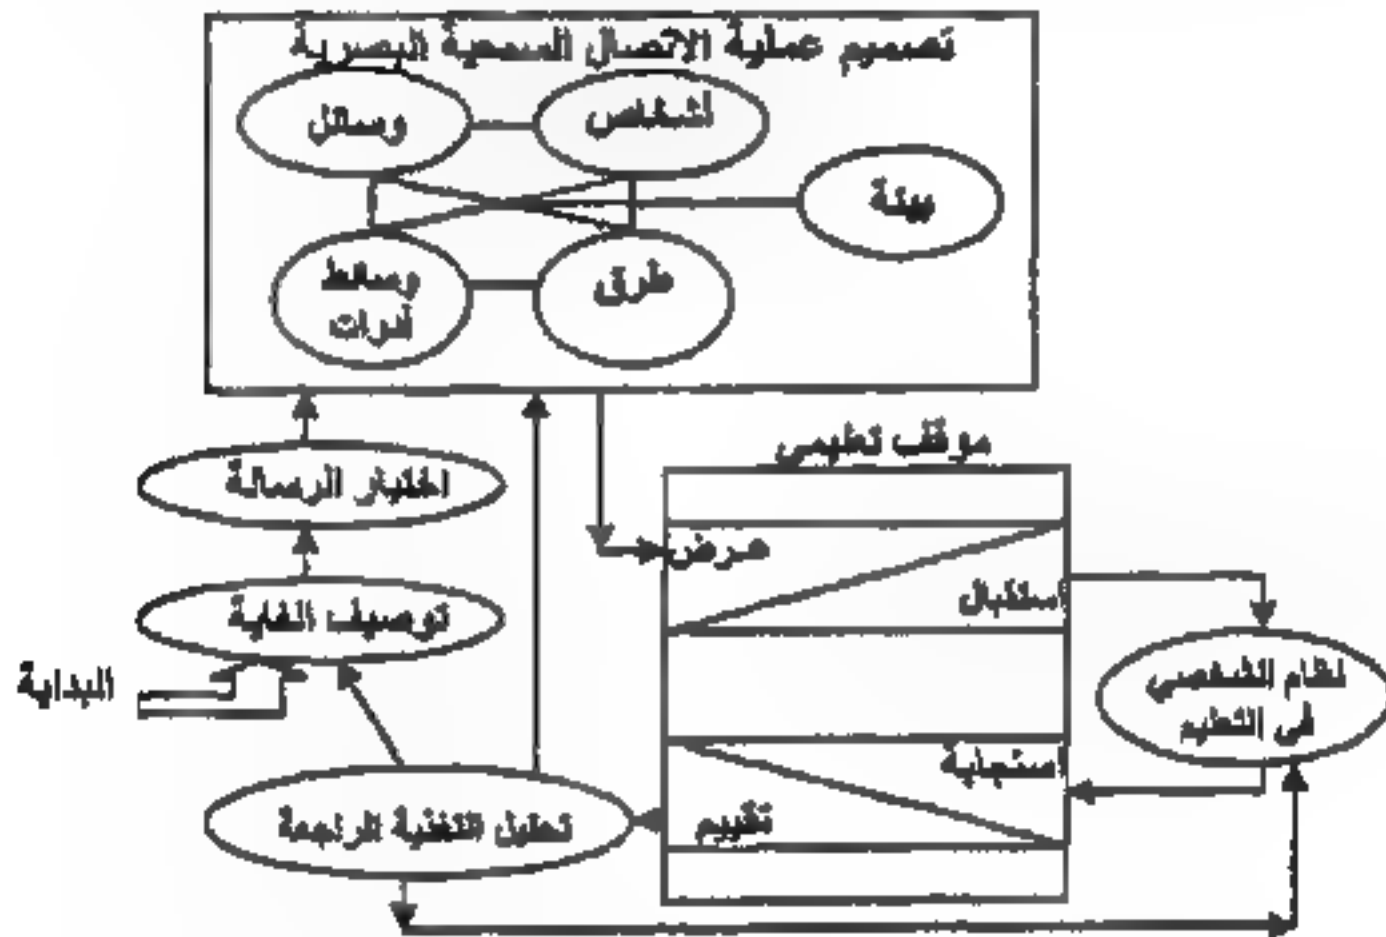 تصميم عملية الاتصال السمعية البصرية
أشخاص
وسائل
بيئة
طرق
وسائط
أدوات
موقف تعليمي
اختيار الرسالة
عرض
استقبال
توصيف الغاية
البداية
نظام الشخصي
في التعليم
استجابة
تقييم
تحليل التغذية الراجعة